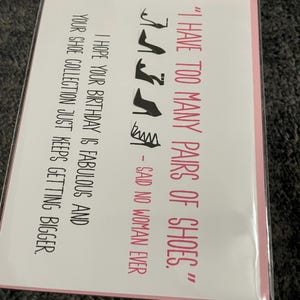 "I HAVE TOO MANY PAIRS OF SHOES."
- SAID NO WOMAN EVER
I HOPE YOUR BIRTHDAY IS FABULOUS AND
YOUR SHOE COLLECTION JUST KEEPS GETTING BIGGER.